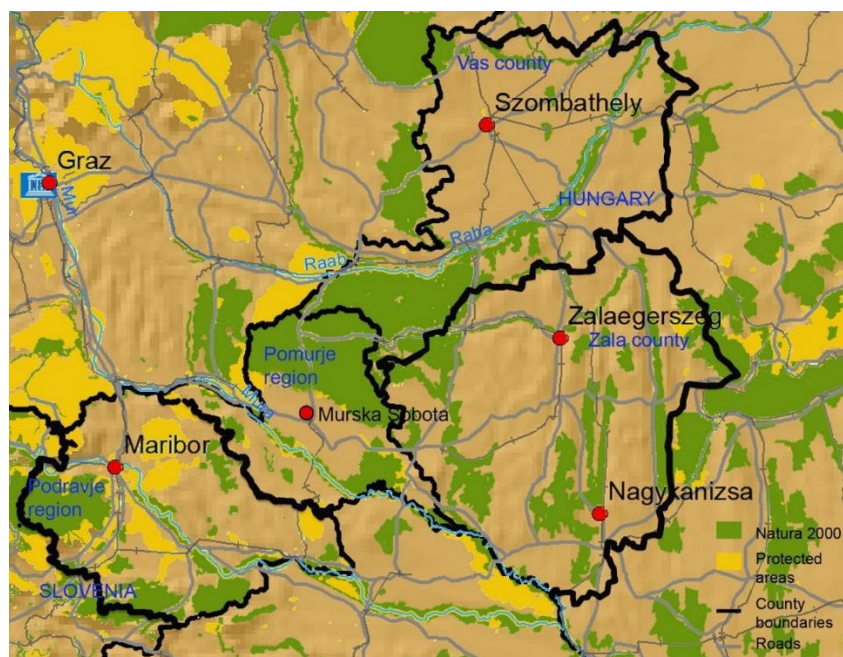 Vas county
Szombathely
Graz
Mur
HUNGARY
Raba
Raab
Zalaegerszeg
Zala county
Pomurje
region
Mura
Murska Sobota
Maribor
Podravje
region
Nagykanizsa
Natura 2000
Protected
areas
SLOVENIA
County
boundaries
Roads